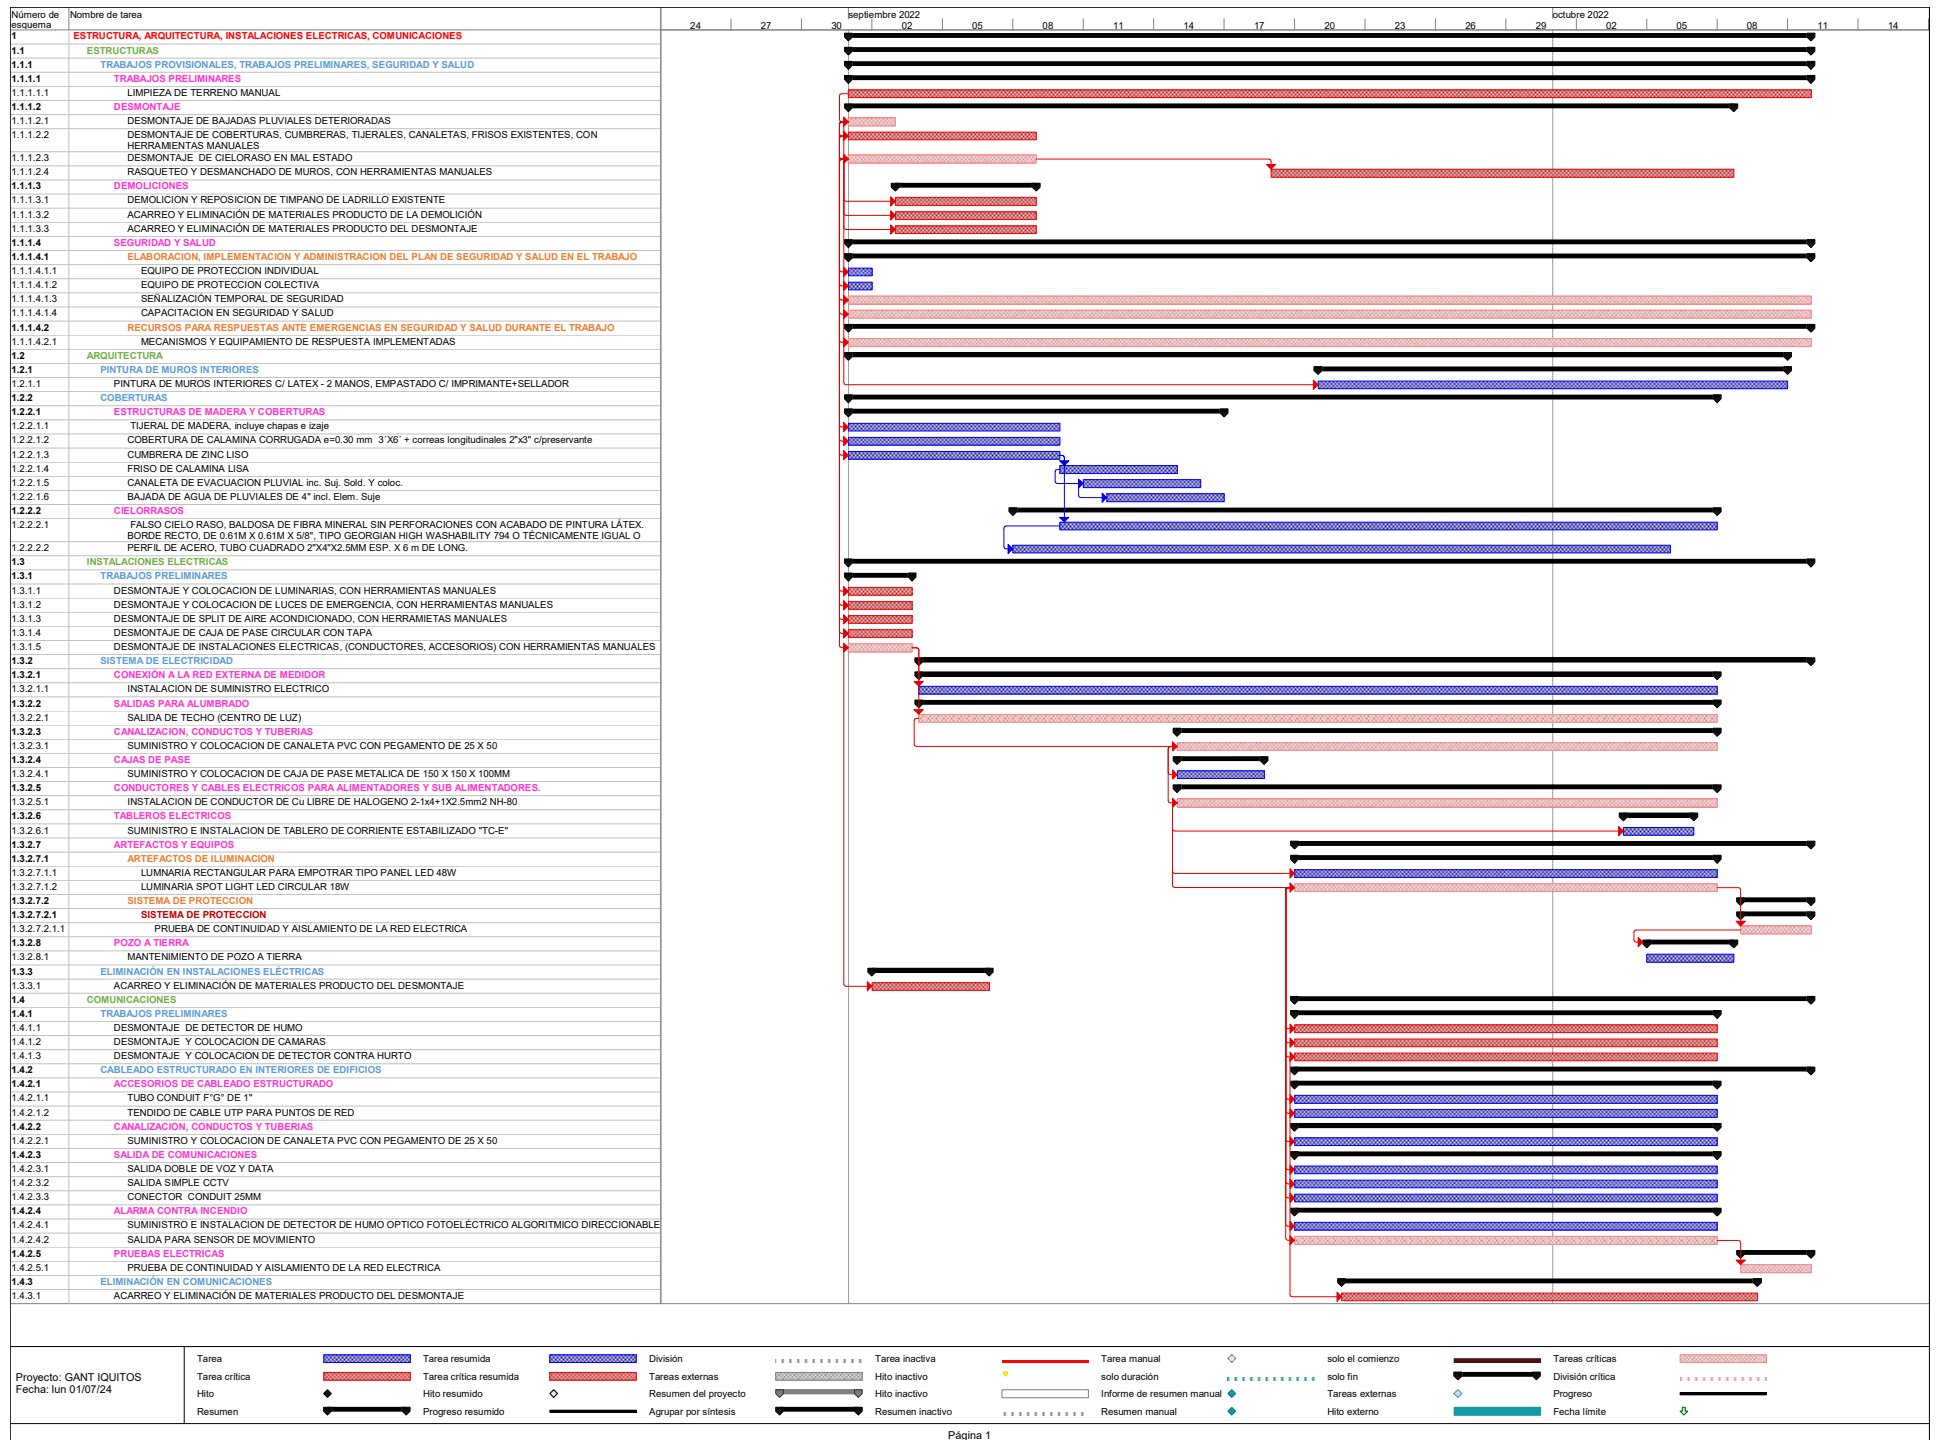 Número de esquema Nombre de tarea septiembre 2022 octubre 2022
24 27 30 02 05 08 11 14 17 20 23 26 29 02 05 08 11 14
1 ESTRUCTURA, ARQUITECTURA, INSTALACIONES ELECTRICAS, COMUNICACIONES
1.1 ESTRUCTURAS
1.1.1 TRABAJOS PROVISIONALES, TRABAJOS PRELIMINARES, SEGURIDAD Y SALUD
1.1.1.1 TRABAJOS PRELIMINARES
1.1.1.1.1 LIMPIEZA DE TERRENO MANUAL
1.1.1.2 DESMONTAJE
1.1.1.2.1 DESMONTAJE DE BAJADAS PLUVIALES DETERIORADAS
1.1.1.2.2 DESMONTAJE DE COBERTURAS, CUMBRERAS, TIJERALES, CANALETAS, FRISOS EXISTENTES, CON
HERRAMIENTAS MANUALES
1.1.1.2.3 DESMONTAJE DE CIELORASO EN MAL ESTADO
1.1.1.2.4 RASQUETEO Y DESMANCHADO DE MUROS, CON HERRAMIENTAS MANUALES
1.1.1.3 DEMOLICIONES
1.1.1.3.1 DEMOLICION Y REPOSICION DE TIMPANO DE LADRILLO EXISTENTE
1.1.1.3.2 ACARREO Y ELIMINACIÓN DE MATERIALES PRODUCTO DE LA DEMOLICIÓN
1.1.1.3.3 ACARREO Y ELIMINACIÓN DE MATERIALES PRODUCTO DEL DESMONTAJE
1.1.1.4 SEGURIDAD Y SALUD
1.1.1.4.1 ELABORACION, IMPLEMENTACION Y ADMINISTRACION DEL PLAN DE SEGURIDAD Y SALUD EN EL TRABAJO
1.1.1.4.1.1 EQUIPO DE PROTECCION INDIVIDUAL
1.1.1.4.1.2 EQUIPO DE PROTECCION COLECTIVA
1.1.1.4.1.3 SEÑALIZACIÓN TEMPORAL DE SEGURIDAD
1.1.1.4.1.4 CAPACITACION EN SEGURIDAD Y SALUD
1.1.1.4.2 RECURSOS PARA RESPUESTAS ANTE EMERGENCIAS EN SEGURIDAD Y SALUD DURANTE EL TRABAJO
1.1.1.4.2.1 MECANISMOS Y EQUIPAMIENTO DE RESPUESTA IMPLEMENTADAS
1.2 ARQUITECTURA
1.2.1 PINTURA DE MUROS INTERIORES
1.2.1.1 PINTURA DE MUROS INTERIORES C/ LATEX - 2 MANOS, EMPASTADO C/ IMPRIMANTE+SELLADOR
1.2.2 COBERTURAS
1.2.2.1 ESTRUCTURAS DE MADERA Y COBERTURAS
1.2.2.1.1 TIJERAL DE MADERA, incluye chapas e izaje
1.2.2.1.2 COBERTURA DE CALAMINA CORRUGADA e=0.30 mm 3´X6´ + correas longitudinales 2"x3" c/preservante
1.2.2.1.3 CUMBRERA DE ZINC LISO
1.2.2.1.4 FRISO DE CALAMINA LISA
1.2.2.1.5 CANALETA DE EVACUACION PLUVIAL inc. Suj. Sold. Y coloc.
1.2.2.1.6 BAJADA DE AGUA DE PLUVIALES DE 4" incl. Elem. Suje
1.2.2.2 CIELORRASOS
1.2.2.2.1 FALSO CIELO RASO, BALDOSA DE FIBRA MINERAL SIN PERFORACIONES CON ACABADO DE PINTURA LÁTEX.
BORDE RECTO, DE 0.61M X 0.61M X 5/8", TIPO GEORGIAN HIGH WASHABILITY 794 O TÉCNICAMENTE IGUAL O
1.2.2.2.2 PERFIL DE ACERO, TUBO CUADRADO 2"X4"X2.5MM ESP. X 6 m DE LONG.
1.3 INSTALACIONES ELECTRICAS
1.3.1 TRABAJOS PRELIMINARES
1.3.1.1 DESMONTAJE Y COLOCACION DE LUMINARIAS, CON HERRAMIENTAS MANUALES
1.3.1.2 DESMONTAJE Y COLOCACION DE LUCES DE EMERGENCIA, CON HERRAMIENTAS MANUALES
1.3.1.3 DESMONTAJE DE SPLIT DE AIRE ACONDICIONADO, CON HERRAMIETAS MANUALES
1.3.1.4 DESMONTAJE DE CAJA DE PASE CIRCULAR CON TAPA
1.3.1.5 DESMONTAJE DE INSTALACIONES ELECTRICAS, (CONDUCTORES, ACCESORIOS) CON HERRAMIENTAS MANUALES
1.3.2 SISTEMA DE ELECTRICIDAD
1.3.2.1 CONEXIÓN A LA RED EXTERNA DE MEDIDOR
1.3.2.1.1 INSTALACION DE SUMINISTRO ELECTRICO
1.3.2.2 SALIDAS PARA ALUMBRADO
1.3.2.2.1 SALIDA DE TECHO (CENTRO DE LUZ)
1.3.2.3 CANALIZACION, CONDUCTOS Y TUBERIAS
1.3.2.3.1 SUMINISTRO Y COLOCACION DE CANALETA PVC CON PEGAMENTO DE 25 X 50
1.3.2.4 CAJAS DE PASE
1.3.2.4.1 SUMINISTRO Y COLOCACION DE CAJA DE PASE METALICA DE 150 X 150 X 100MM
1.3.2.5 CONDUCTORES Y CABLES ELECTRICOS PARA ALIMENTADORES Y SUB ALIMENTADORES.
1.3.2.5.1 INSTALACION DE CONDUCTOR DE Cu LIBRE DE HALOGENO 2-1x4+1X2.5mm2 NH-80
1.3.2.6 TABLEROS ELECTRICOS
1.3.2.6.1 SUMINISTRO E INSTALACION DE TABLERO DE CORRIENTE ESTABILIZADO "TC-E"
1.3.2.7 ARTEFACTOS Y EQUIPOS
1.3.2.7.1 ARTEFACTOS DE ILUMINACION
1.3.2.7.1.1 LUMNARIA RECTANGULAR PARA EMPOTRAR TIPO PANEL LED 48W
1.3.2.7.1.2 LUMINARIA SPOT LIGHT LED CIRCULAR 18W
1.3.2.7.2 SISTEMA DE PROTECCION
1.3.2.7.2.1 SISTEMA DE PROTECCION
1.3.2.7.2.1.1 PRUEBA DE CONTINUIDAD Y AISLAMIENTO DE LA RED ELECTRICA
1.3.2.8 POZO A TIERRA
1.3.2.8.1 MANTENIMIENTO DE POZO A TIERRA
1.3.3 ELIMINACIÓN EN INSTALACIONES ELÉCTRICAS
1.3.3.1 ACARREO Y ELIMINACIÓN DE MATERIALES PRODUCTO DEL DESMONTAJE
1.4 COMUNICACIONES
1.4.1 TRABAJOS PRELIMINARES
1.4.1.1 DESMONTAJE DE DETECTOR DE HUMO
1.4.1.2 DESMONTAJE Y COLOCACION DE CAMARAS
1.4.1.3 DESMONTAJE Y COLOCACION DE DETECTOR CONTRA HURTO
1.4.2 CABLEADO ESTRUCTURADO EN INTERIORES DE EDIFICIOS
1.4.2.1 ACCESORIOS DE CABLEADO ESTRUCTURADO
1.4.2.1.1 TUBO CONDUIT F°G° DE 1"
1.4.2.1.2 TENDIDO DE CABLE UTP PARA PUNTOS DE RED
1.4.2.2 CANALIZACION, CONDUCTOS Y TUBERIAS
1.4.2.2.1 SUMINISTRO Y COLOCACION DE CANALETA PVC CON PEGAMENTO DE 25 X 50
1.4.2.3 SALIDA DE COMUNICACIONES
1.4.2.3.1 SALIDA DOBLE DE VOZ Y DATA
1.4.2.3.2 SALIDA SIMPLE CCTV
1.4.2.3.3 CONECTOR CONDUIT 25MM
1.4.2.4 ALARMA CONTRA INCENDIO
1.4.2.4.1 SUMINISTRO E INSTALACION DE DETECTOR DE HUMO OPTICO FOTOELÉCTRICO ALGORITMICO DIRECCIONABLE
1.4.2.4.2 SALIDA PARA SENSOR DE MOVIMIENTO
1.4.2.5 PRUEBAS ELECTRICAS
1.4.2.5.1 PRUEBA DE CONTINUIDAD Y AISLAMIENTO DE LA RED ELECTRICA
1.4.3 ELIMINACIÓN EN COMUNICACIONES
1.4.3.1 ACARREO Y ELIMINACIÓN DE MATERIALES PRODUCTO DEL DESMONTAJE
Proyecto: GANT IQUITOS
Fecha: lun 01/07/24
Tarea Tarea resumida División Tarea inactiva Tarea manual solo el comienzo Tareas críticas
Tarea crítica Tarea crítica resumida Tareas externas Hito inactivo solo duración solo fin División crítica
Hito Hito resumido Resumen del proyecto Hito inactivo Informe de resumen manual Tareas externas Progreso
Resumen Progreso resumido Agrupar por síntesis Resumen inactivo Resumen manual Hito externo Fecha límite
Página 1